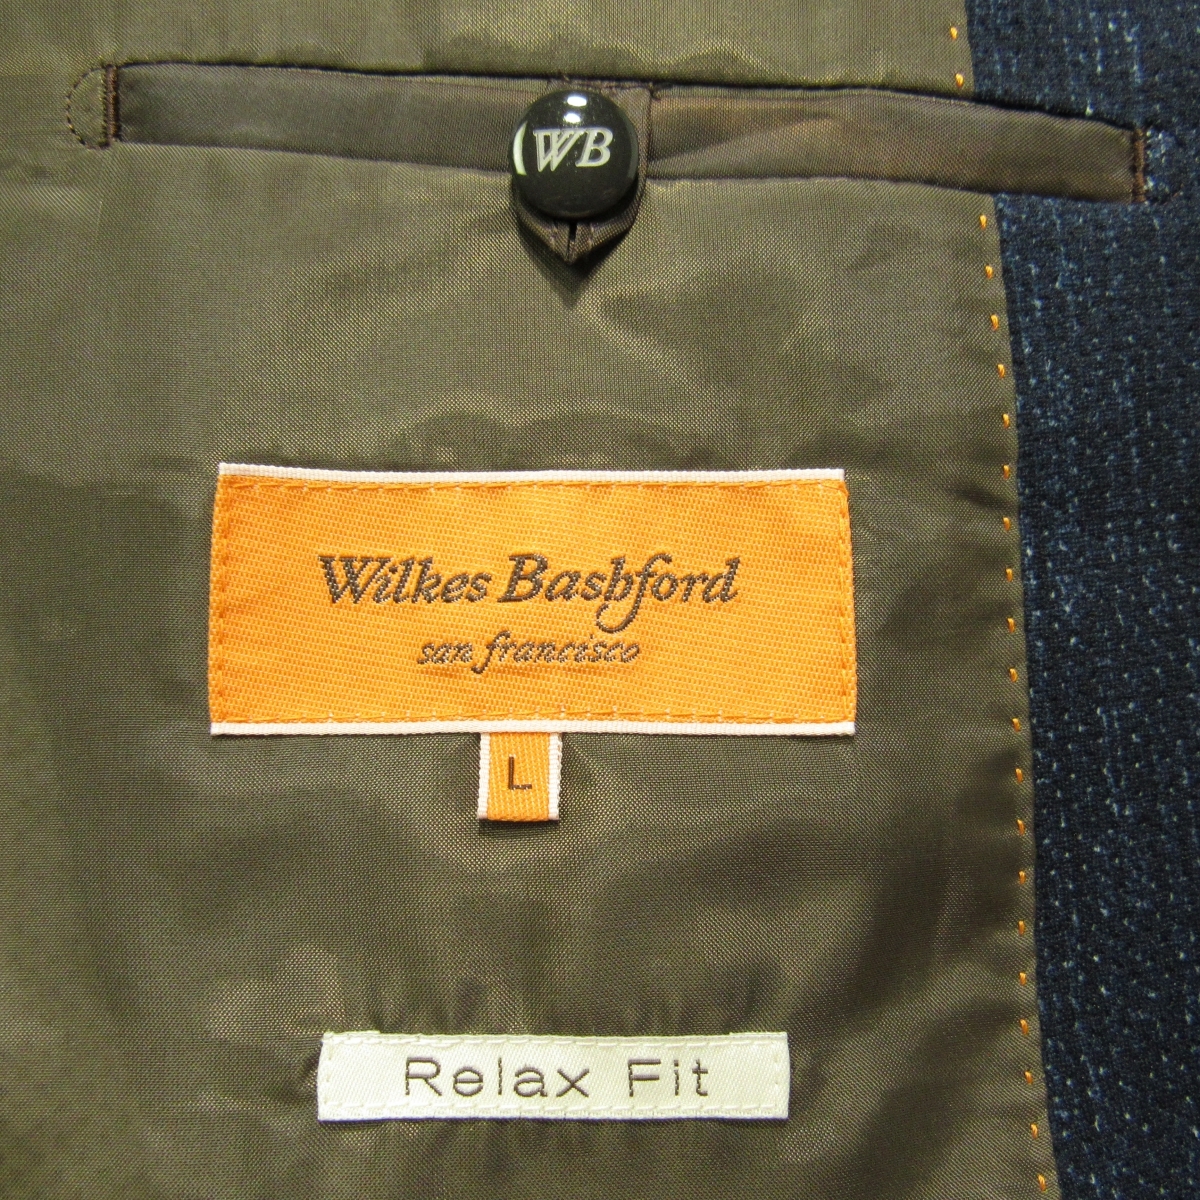 WB
Wilkes Bashford
san francisco
L
Relax Fit